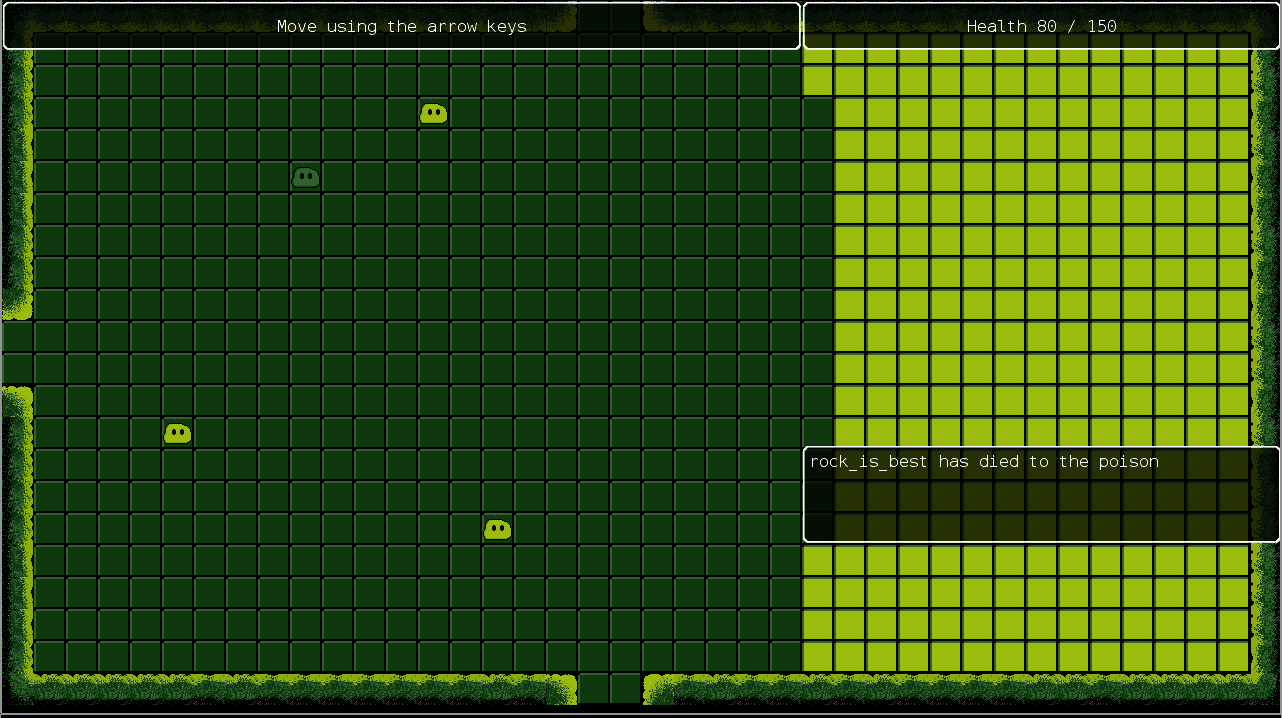 Move using the arrow keys
Health 80 / 150
rock_is_best has died to the poison